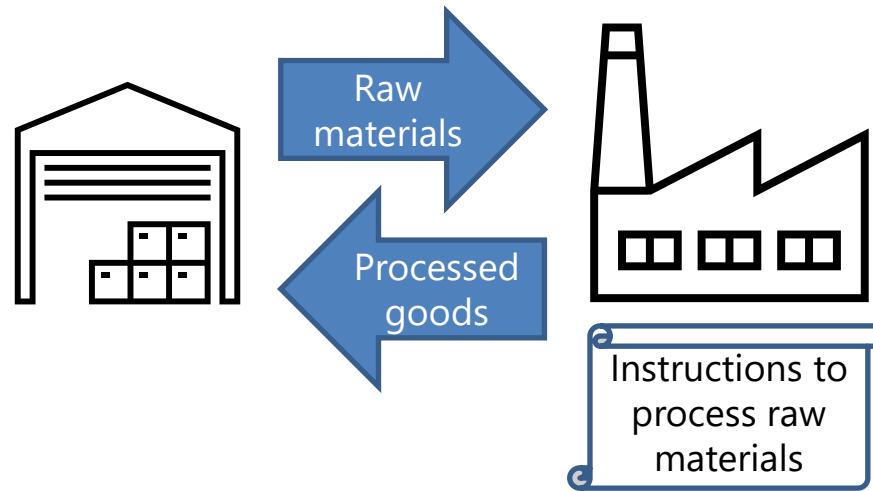 Raw
materials
Processed
goods
Instructions to
process raw
materials